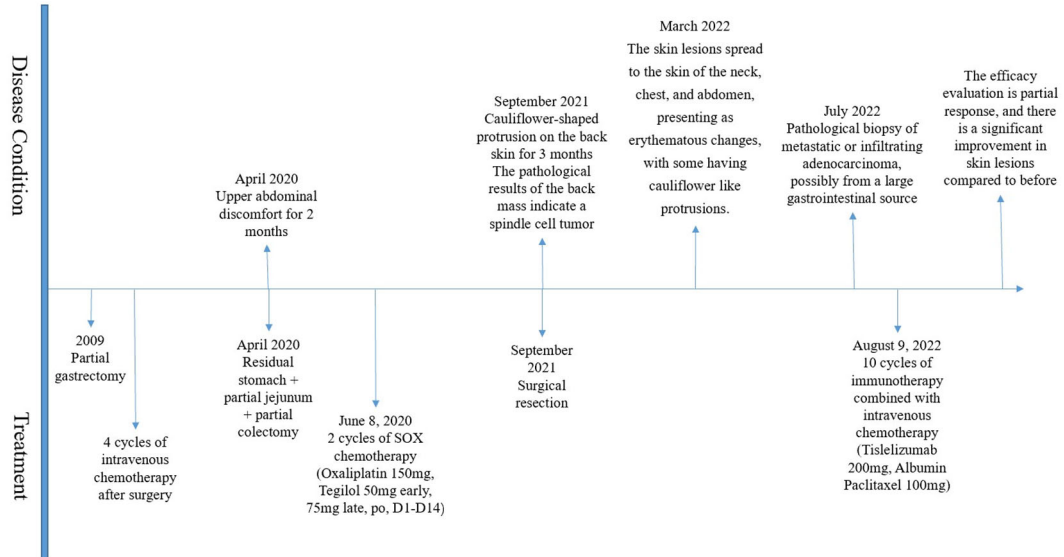 Disease Condition
April 2020
Upper abdominal
discomfort for 2
months
September 2021
Cauliflower-shaped
protrusion on the back
skin for 3 months
The pathological
results of the back
mass indicate a
spindle cell tumor
March 2022
The skin lesions spread
to the skin of the neck,
chest, and abdomen,
presenting as
erythematous changes,
with some having
cauliflower like
protrusions.
July 2022
Pathological biopsy of
metastatic or infiltrating
adenocarcinoma,
possibly from a large
gastrointestinal source
The efficacy
evaluation is partial
response, and there
is a significant
improvement in
skin lesions
compared to before
Treatment
2009
Partial
gastrectomy
4 cycles of
intravenous
chemotherapy
after surgery
April 2020
Residual
stomach +
partial jejunum
+ partial
colectomy
June 8, 2020
2 cycles of SOX
chemotherapy
(Oxaliplatin 150mg,
Tegilol 50mg early,
75mg late, po, D1-D14)
September
2021
Surgical
resection
August 9, 2022
10 cycles of
immunotherapy
combined with
intravenous
chemotherapy
(Tislelizumab
200mg, Albumin
Paclitaxel 100mg)